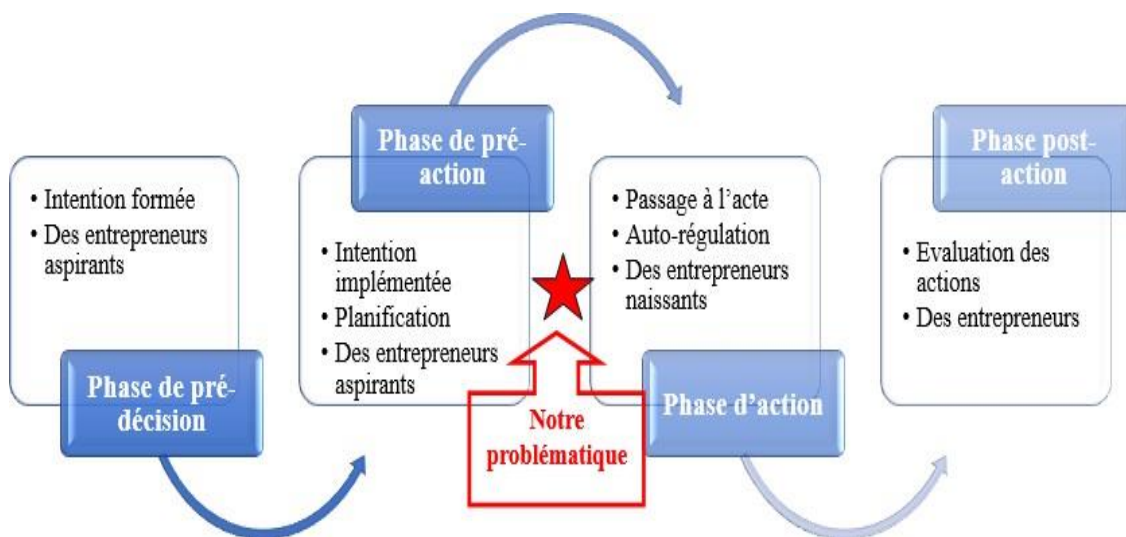 • Intention formée
• Des entrepreneurs
aspirants
Phase de pré-
décision
Phase de pré-
action
• Intention
implémentée
• Planification
• Des entrepreneurs
aspirants
Notre
problématique
• Passage à l’acte
• Auto-régulation
• Des entrepreneurs
naissants
Phase d’action
Phase post-
action
• Evaluation des
actions
• Des entrepreneurs